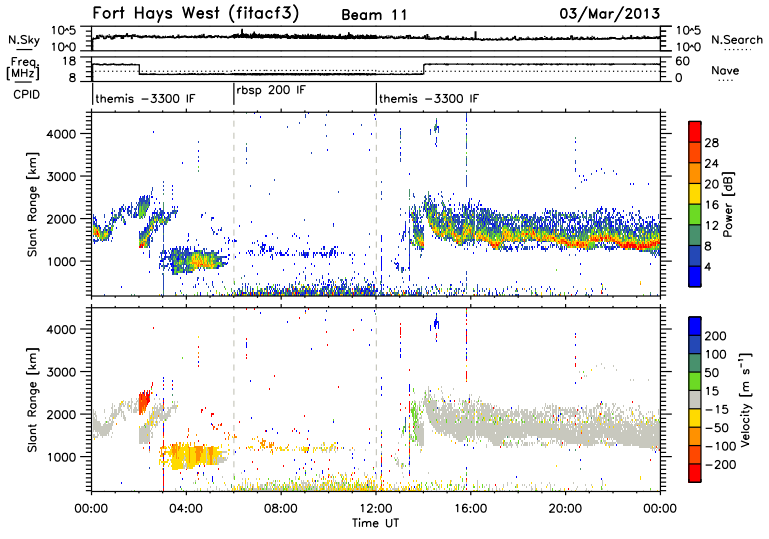 Fort Hays West (fitacf3) Beam 11 03/Mar/2013
N.Sky 10^5 10^0 10^5 10^0 N.Search
Freq. [MHz] 18 8 60 0 Nave
CPID themis -3300 IF rbsp 200 IF themis -3300 IF
Slant Range [km]
4000
3000
2000
1000
28
24
20
16
12
8
4
Power [dB]
Slant Range [km]
4000
3000
2000
1000
200
100
50
15
-15
-50
-100
-200
Velocity [m s⁻¹]
00:00 04:00 08:00 12:00 16:00 20:00 00:00
Time UT